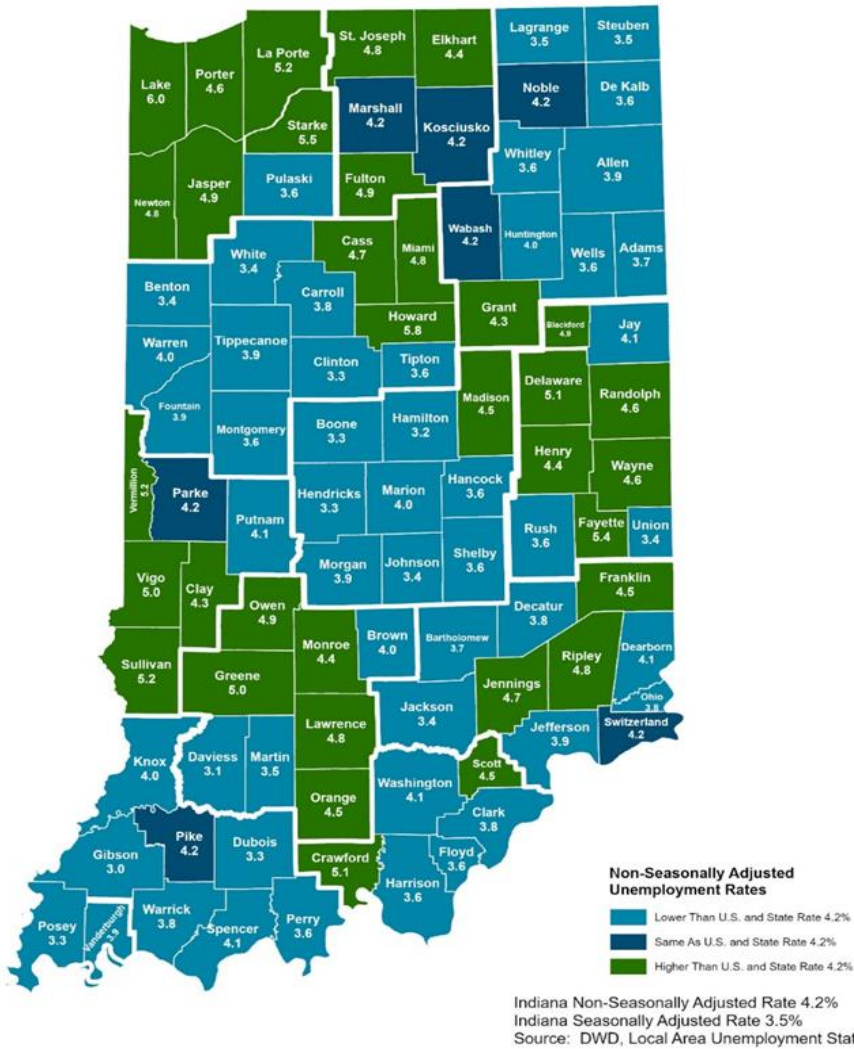 Lake
6.0
Porter
4.6
La Porte
5.2
St. Joseph
4.8
Elkhart
4.4
Lagrange
3.5
Steuben
3.5
Noble
4.2
De Kalb
3.6
Marshall
4.2
Kosciusko
4.2
Starke
5.5
Whitley
3.6
Allen
3.9
Newton
4.8
Jasper
4.9
Pulaski
3.6
Fulton
4.9
Wabash
4.2
Huntington
4.0
Wells
3.6
Adams
3.7
White
3.4
Cass
4.7
Miami
4.8
Benton
3.4
Carroll
3.8
Grant
4.3
Howard
5.8
Blackford
4.9
Jay
4.1
Warren
4.0
Tippecanoe
3.9
Clinton
3.3
Tipton
3.6
Fountain
3.9
Montgomery
3.6
Boone
3.3
Hamilton
3.2
Madison
4.5
Delaware
5.1
Randolph
4.6
Henry
4.4
Wayne
4.6
Vermillion
5.2
Parke
4.2
Putnam
4.1
Hendricks
3.3
Marion
4.0
Hancock
3.6
Rush
3.6
Fayette
5.4
Union
3.4
Vigo
5.0
Clay
4.3
Morgan
3.9
Johnson
3.4
Shelby
3.6
Franklin
4.5
Owen
4.9
Monroe
4.4
Brown
4.0
Bartholomew
3.7
Decatur
3.8
Dearborn
4.1
Sullivan
5.2
Greene
5.0
Jennings
4.7
Ripley
4.8
Ohio
3.8
Jackson
3.4
Lawrence
4.8
Jefferson
3.9
Switzerland
4.2
Knox
4.0
Daviess
3.1
Martin
3.5
Orange
4.5
Washington
4.1
Scott
4.5
Clark
3.8
Gibson
3.0
Pike
4.2
Dubois
3.3
Crawford
5.1
Floyd
3.6
Harrison
3.6
Posey
3.3
Vanderburgh
3.9
Warrick
3.8
Spencer
4.1
Perry
3.6
Non-Seasonally Adjusted
Unemployment Rates
Lower Than U.S. and State Rate 4.2%
Same As U.S. and State Rate 4.2%
Higher Than U.S. and State Rate 4.2%
Indiana Non-Seasonally Adjusted Rate 4.2%
Indiana Seasonally Adjusted Rate 3.5%
Source: DWD, Local Area Unemployment Stat